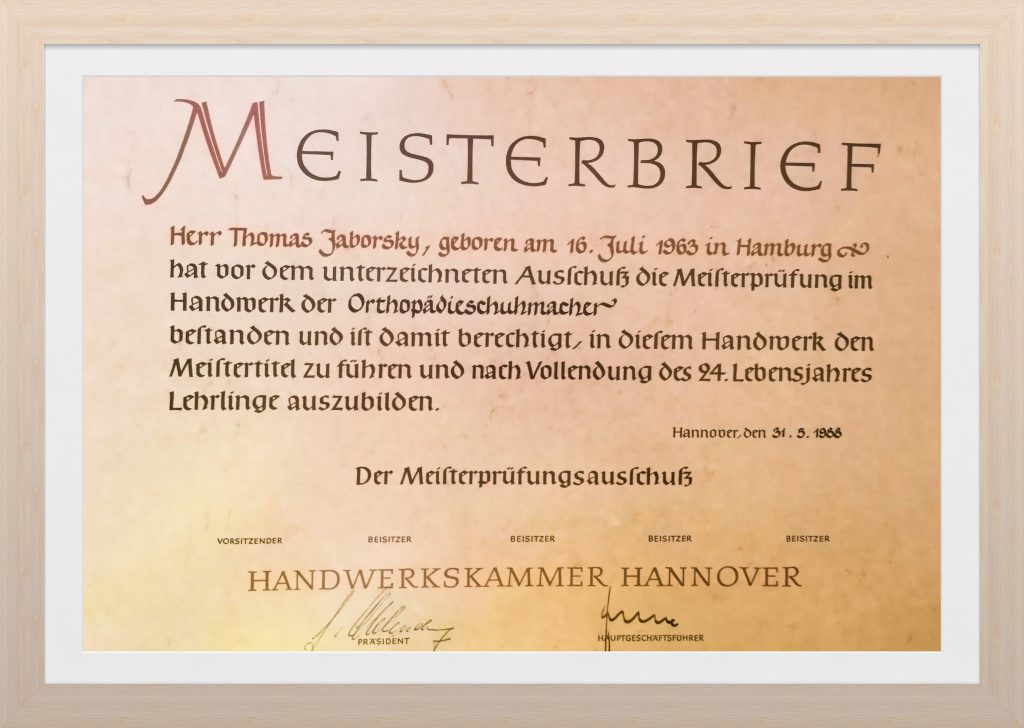 MEISTERBRIEF
Herr Thomas Jaborsky, geboren am 16. Juli 1963 in Hamburg
hat vor dem unterzeichneten Ausſchuß die Meiſterprüfung im
Handwerk der Orthopädieschuhmacher
beſtanden und iſt damit berechtigt, in dieſem Handwerk den
Meiſtertitel zu führen und nach Vollendung des 24. Lebensjahres
Lehrlinge auszubilden.
Hannover, den 31. 5. 1988
Der Meiſterprüfungsausſchuß
VORSITZENDER BEISITZER BEISITZER BEISITZER BEISITZER
HANDWERKSKAMMER HANNOVER
PRÄSIDENT HAUPTGESCHÄFTSFÜHRER